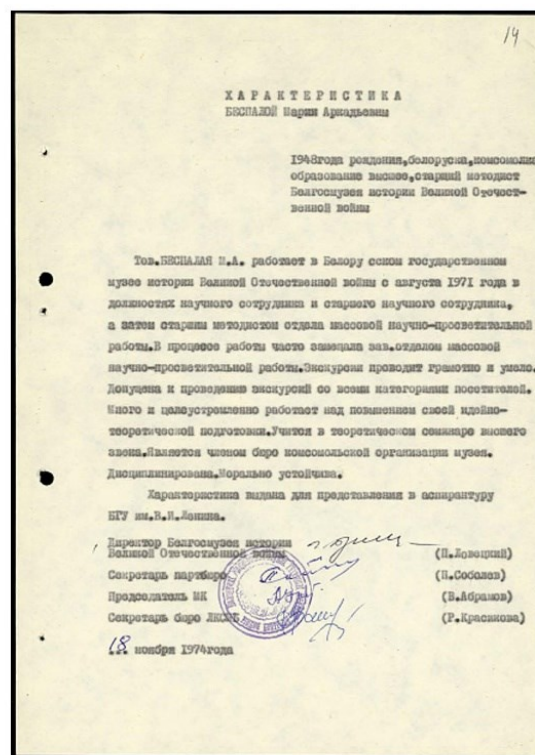 14
ХАРАКТЕРИСТИКА
БЕСПАЛОЙ Марии Аркадьевны
1948года рождения,белоруска,комсомолка
образование высшее,старший методист
Белгосмузея истории Великой Отечест-
венной войны
Тов.БЕСПАЛАЯ М.А. работает в Белору сском государственном
музее истории Великой Отечественной войны с августа 1971 года в
должностях научного сотрудника и старшего научного сотрудника,
а затем старшим методистом отдела массовой научно-просветительной
работы.В процессе работы часто замещала зав.отделом массовой
научно-просветительной работы.Экскурсии проводит грамотно и умело.
Допущена к проведению экскурсий со всеми категориями посетителей.
Много и целеустремленно работает над повышением своей идейно-
теоретической подготовки.Учится в теоретическом семинаре высшего
звена.Является членом бюро комсомольской организации музея.
Дисциплинирована.Морально устойчива.
Характеристика выдана для представления в аспирантуру
БГУ им.В.И.Ленина.
Директор Белгосмузея истории
Великой Отечественной войны (П.Левецкий)
Секретарь партбюро (П.Соболев)
Председатель МК (В.Абрамов)
Секретарь бюро ЛКСМБ (Р.Красикова)
18 ноября 1974года